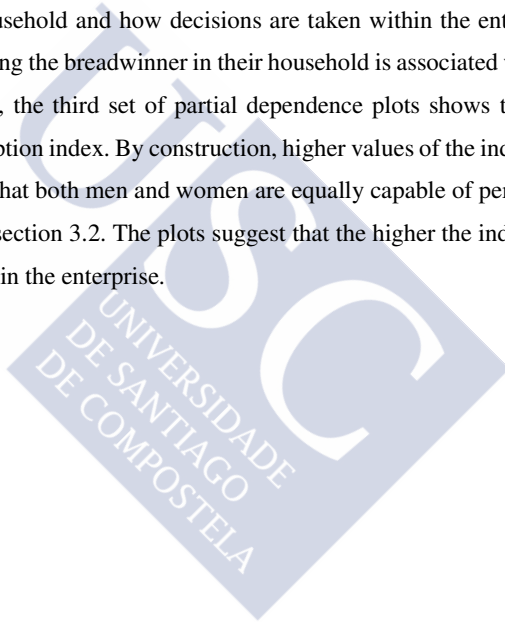 usehold and how decisions are taken within the ent
ng the breadwinner in their household is associated
, the third set of partial dependence plots shows t
ption index. By construction, higher values of the ind
hat both men and women are equally capable of per
section 3.2. The plots suggest that the higher the ind
in the enterprise.
USC
UNIVERSIDADE
DE SANTIAGO
DE COMPOSTELA